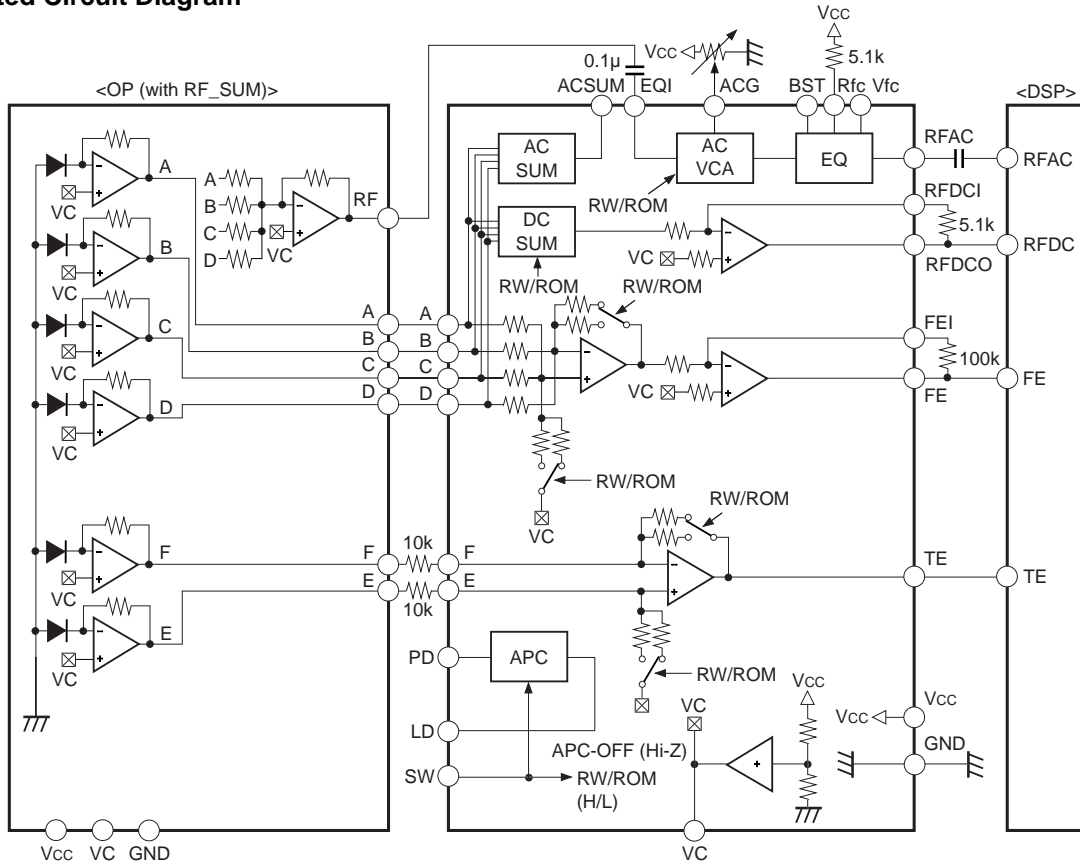 ted Circuit Diagram
<OP (with RF_SUM)>
<DSP>
Vcc
5.1k
Vcc
0.1µ
ACSUM
EQI
ACG
BST
Rfc
Vfc
A
VC
B
VC
C
VC
D
VC
A
B
C
D
VC
RF
AC
SUM
AC
VCA
EQ
RW/ROM
RFAC
RFAC
RFDCI
5.1k
RFDC
RFDCO
DC
SUM
RW/ROM
VC
RW/ROM
A
B
C
D
A
B
C
D
FEI
100k
FE
FE
VC
RW/ROM
VC
RW/ROM
F
VC
E
VC
F
E
10k
10k
F
E
TE
TE
RW/ROM
PD
APC
LD
SW
APC-OFF (Hi-Z)
RW/ROM
(H/L)
VC
Vcc
Vcc
Vcc
GND
VC
Vcc
VC
GND